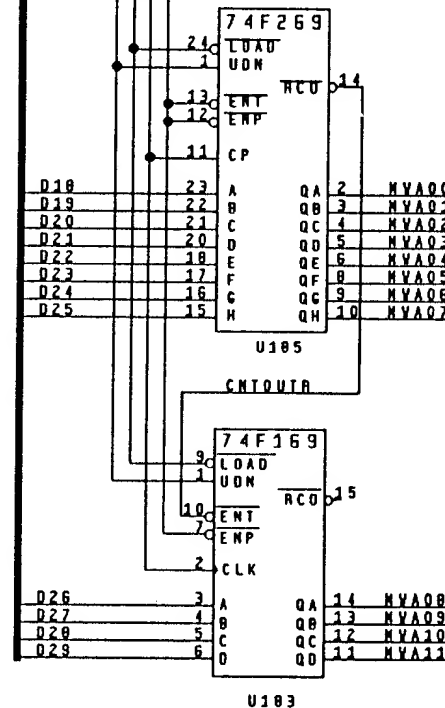 74F269
24 LOAD
1 UDN
RCO 14
13 ENT
12 ENP
11 CP
D18 23 A QA 2 MVA00
D19 22 B QB 3 MVA01
D20 21 C QC 4 MVA02
D21 20 D QD 5 MVA03
D22 18 E QE 6 MVA04
D23 17 F QF 8 MVA05
D24 16 G QG 9 MVA06
D25 15 H QH 10 MVA07
U185
CNTOUTR
74F169
9 LOAD
1 UDN
RCO 15
10 ENT
7 ENP
2 CLK
D26 3 A QA 14 MVA08
D27 4 B QB 13 MVA09
D28 5 C QC 12 MVA10
D29 6 D QD 11 MVA11
U183